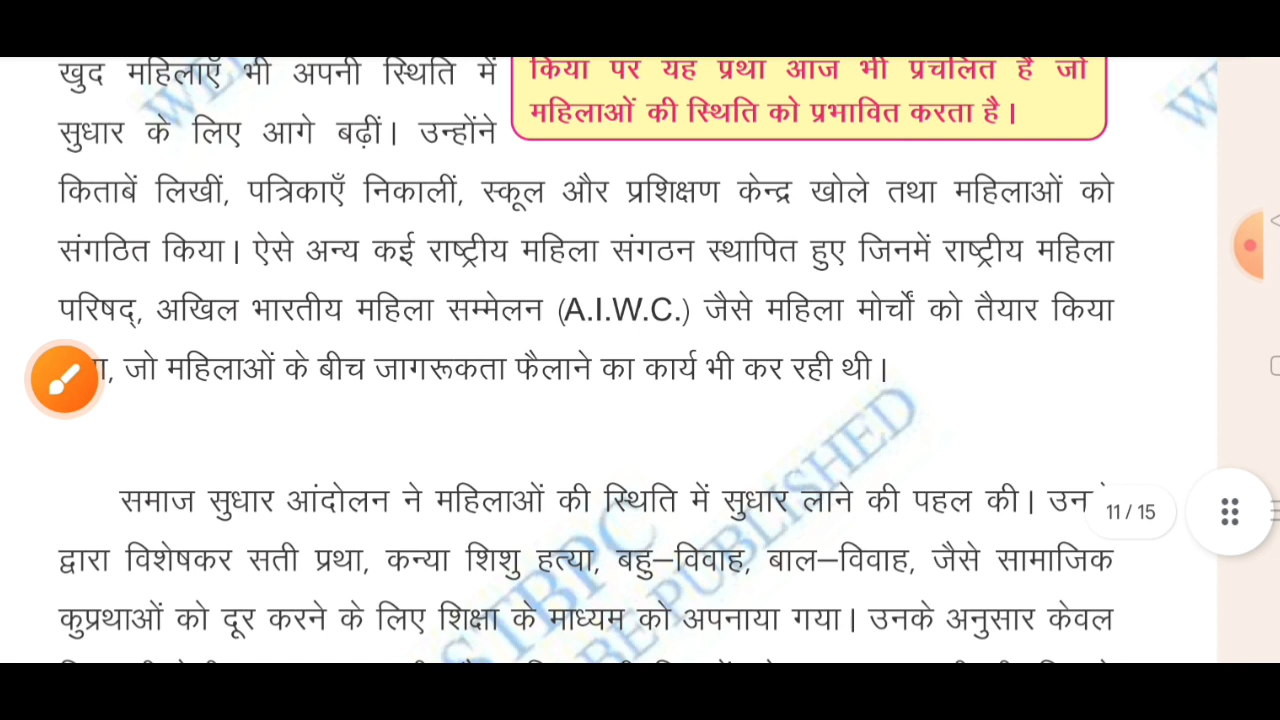 खुद महिलाएँ भी अपनी स्थिति में
सुधार के लिए आगे बढ़ीं। उन्होंने
किया पर यह प्रथा आज भी प्रचलित है जो
महिलाओं की स्थिति को प्रभावित करता है।
किताबें लिखीं, पत्रिकाएँ निकालीं, स्कूल और प्रशिक्षण केन्द्र खोले तथा महिलाओं को
संगठित किया। ऐसे अन्य कई राष्ट्रीय महिला संगठन स्थापित हुए जिनमें राष्ट्रीय महिला
परिषद्, अखिल भारतीय महिला सम्मेलन (A.I.W.C.) जैसे महिला मोर्चों को तैयार किया
जो महिलाओं के बीच जागरूकता फैलाने का कार्य भी कर रही थी।
समाज सुधार आंदोलन ने महिलाओं की स्थिति में सुधार लाने की पहल की।
11 / 15
द्वारा विशेषकर सती प्रथा, कन्या शिशु हत्या, बहु–विवाह, बाल–विवाह, जैसे सामाजिक
कुप्रथाओं को दूर करने के लिए शिक्षा के माध्यम को अपनाया गया। उनके अनुसार केवल
STBPC
BE PUBLISHED